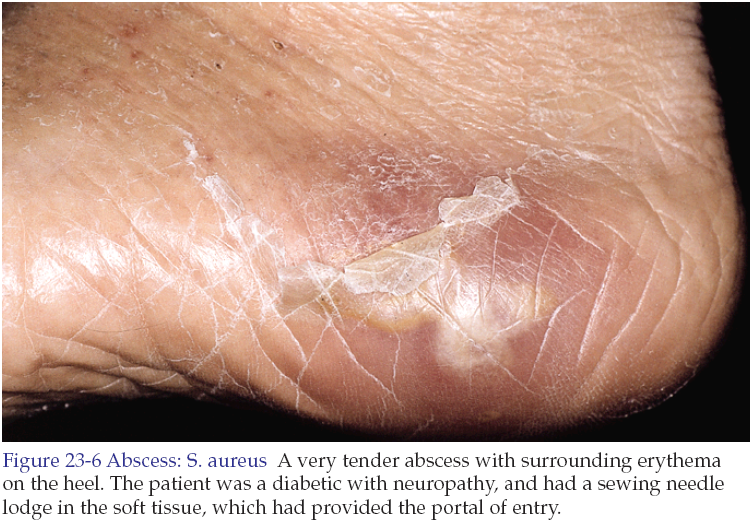 Figure 23-6 Abscess: S. aureus A very tender abscess with surrounding erythema
on the heel. The patient was a diabetic with neuropathy, and had a sewing needle
lodge in the soft tissue, which had provided the portal of entry.